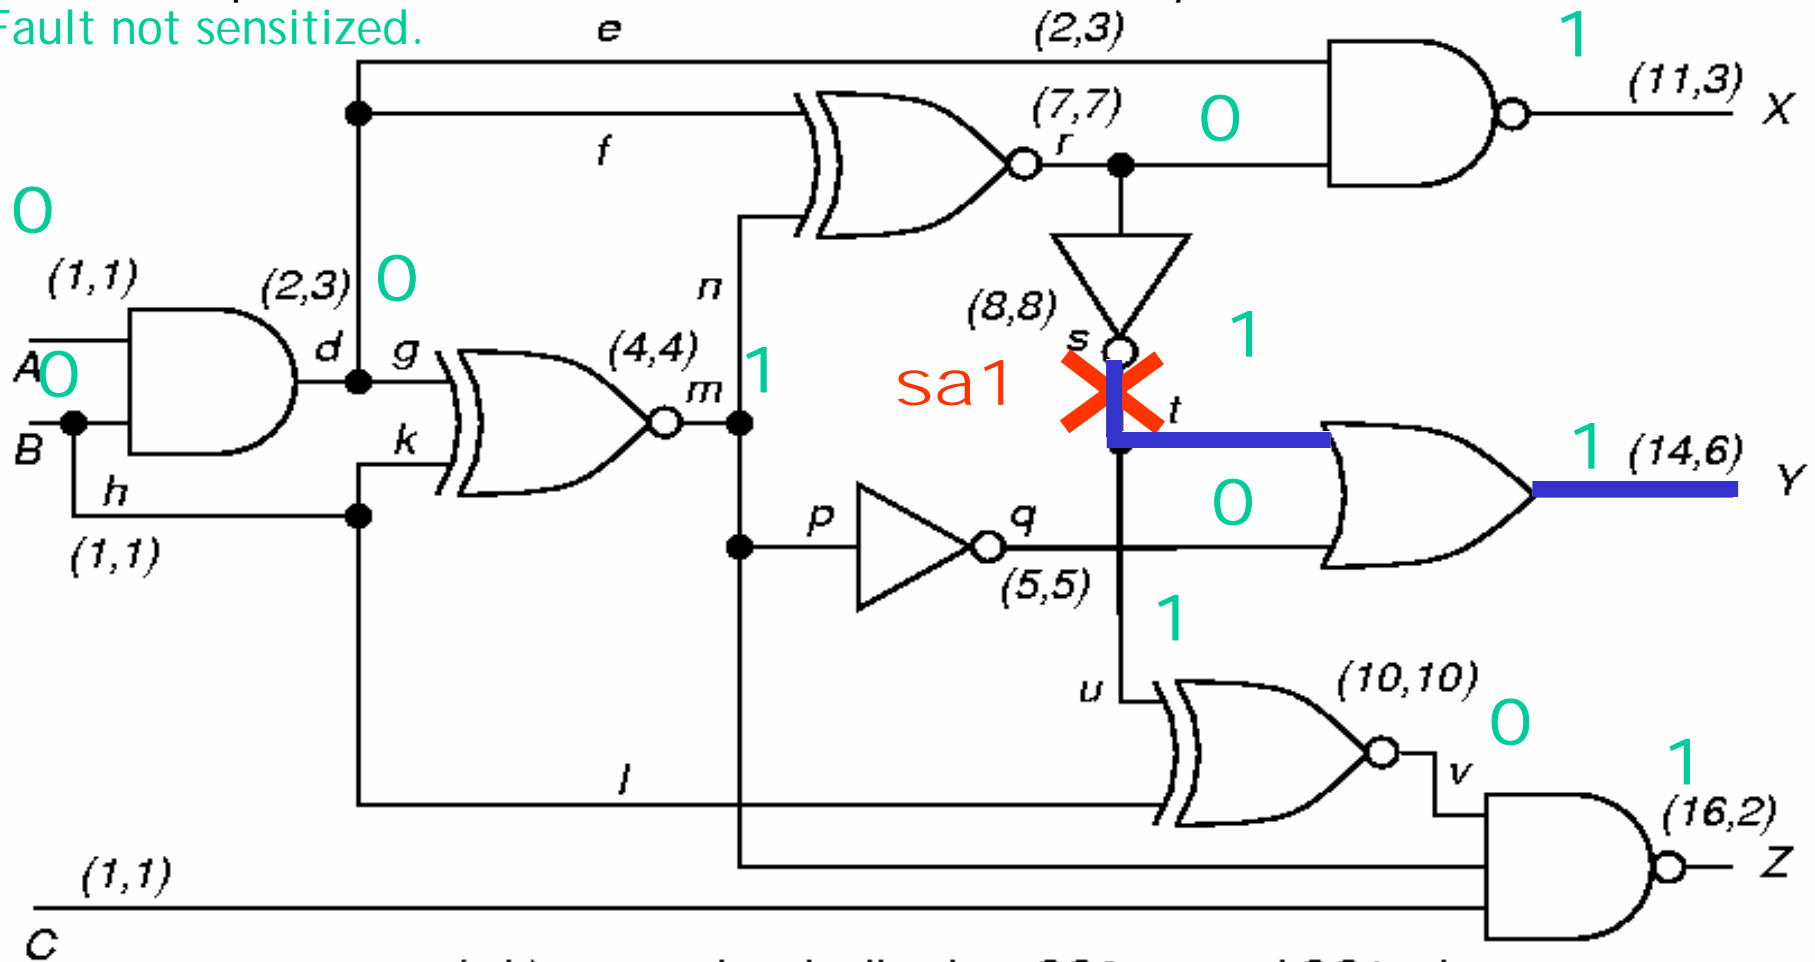 Fault not sensitized.
e
(2,3)
1
(11,3)
X
(7,7)
r
0
f
0
(1,1)
(2,3)
0
n
(8,8)
s
1
A
0
d
g
(4,4)
m
1
sa1
t
B
k
h
(1,1)
p
q
(5,5)
0
1
(14,6)
Y
1
u
(10,10)
0
l
v
1
(16,2)
Z
(1,1)
C